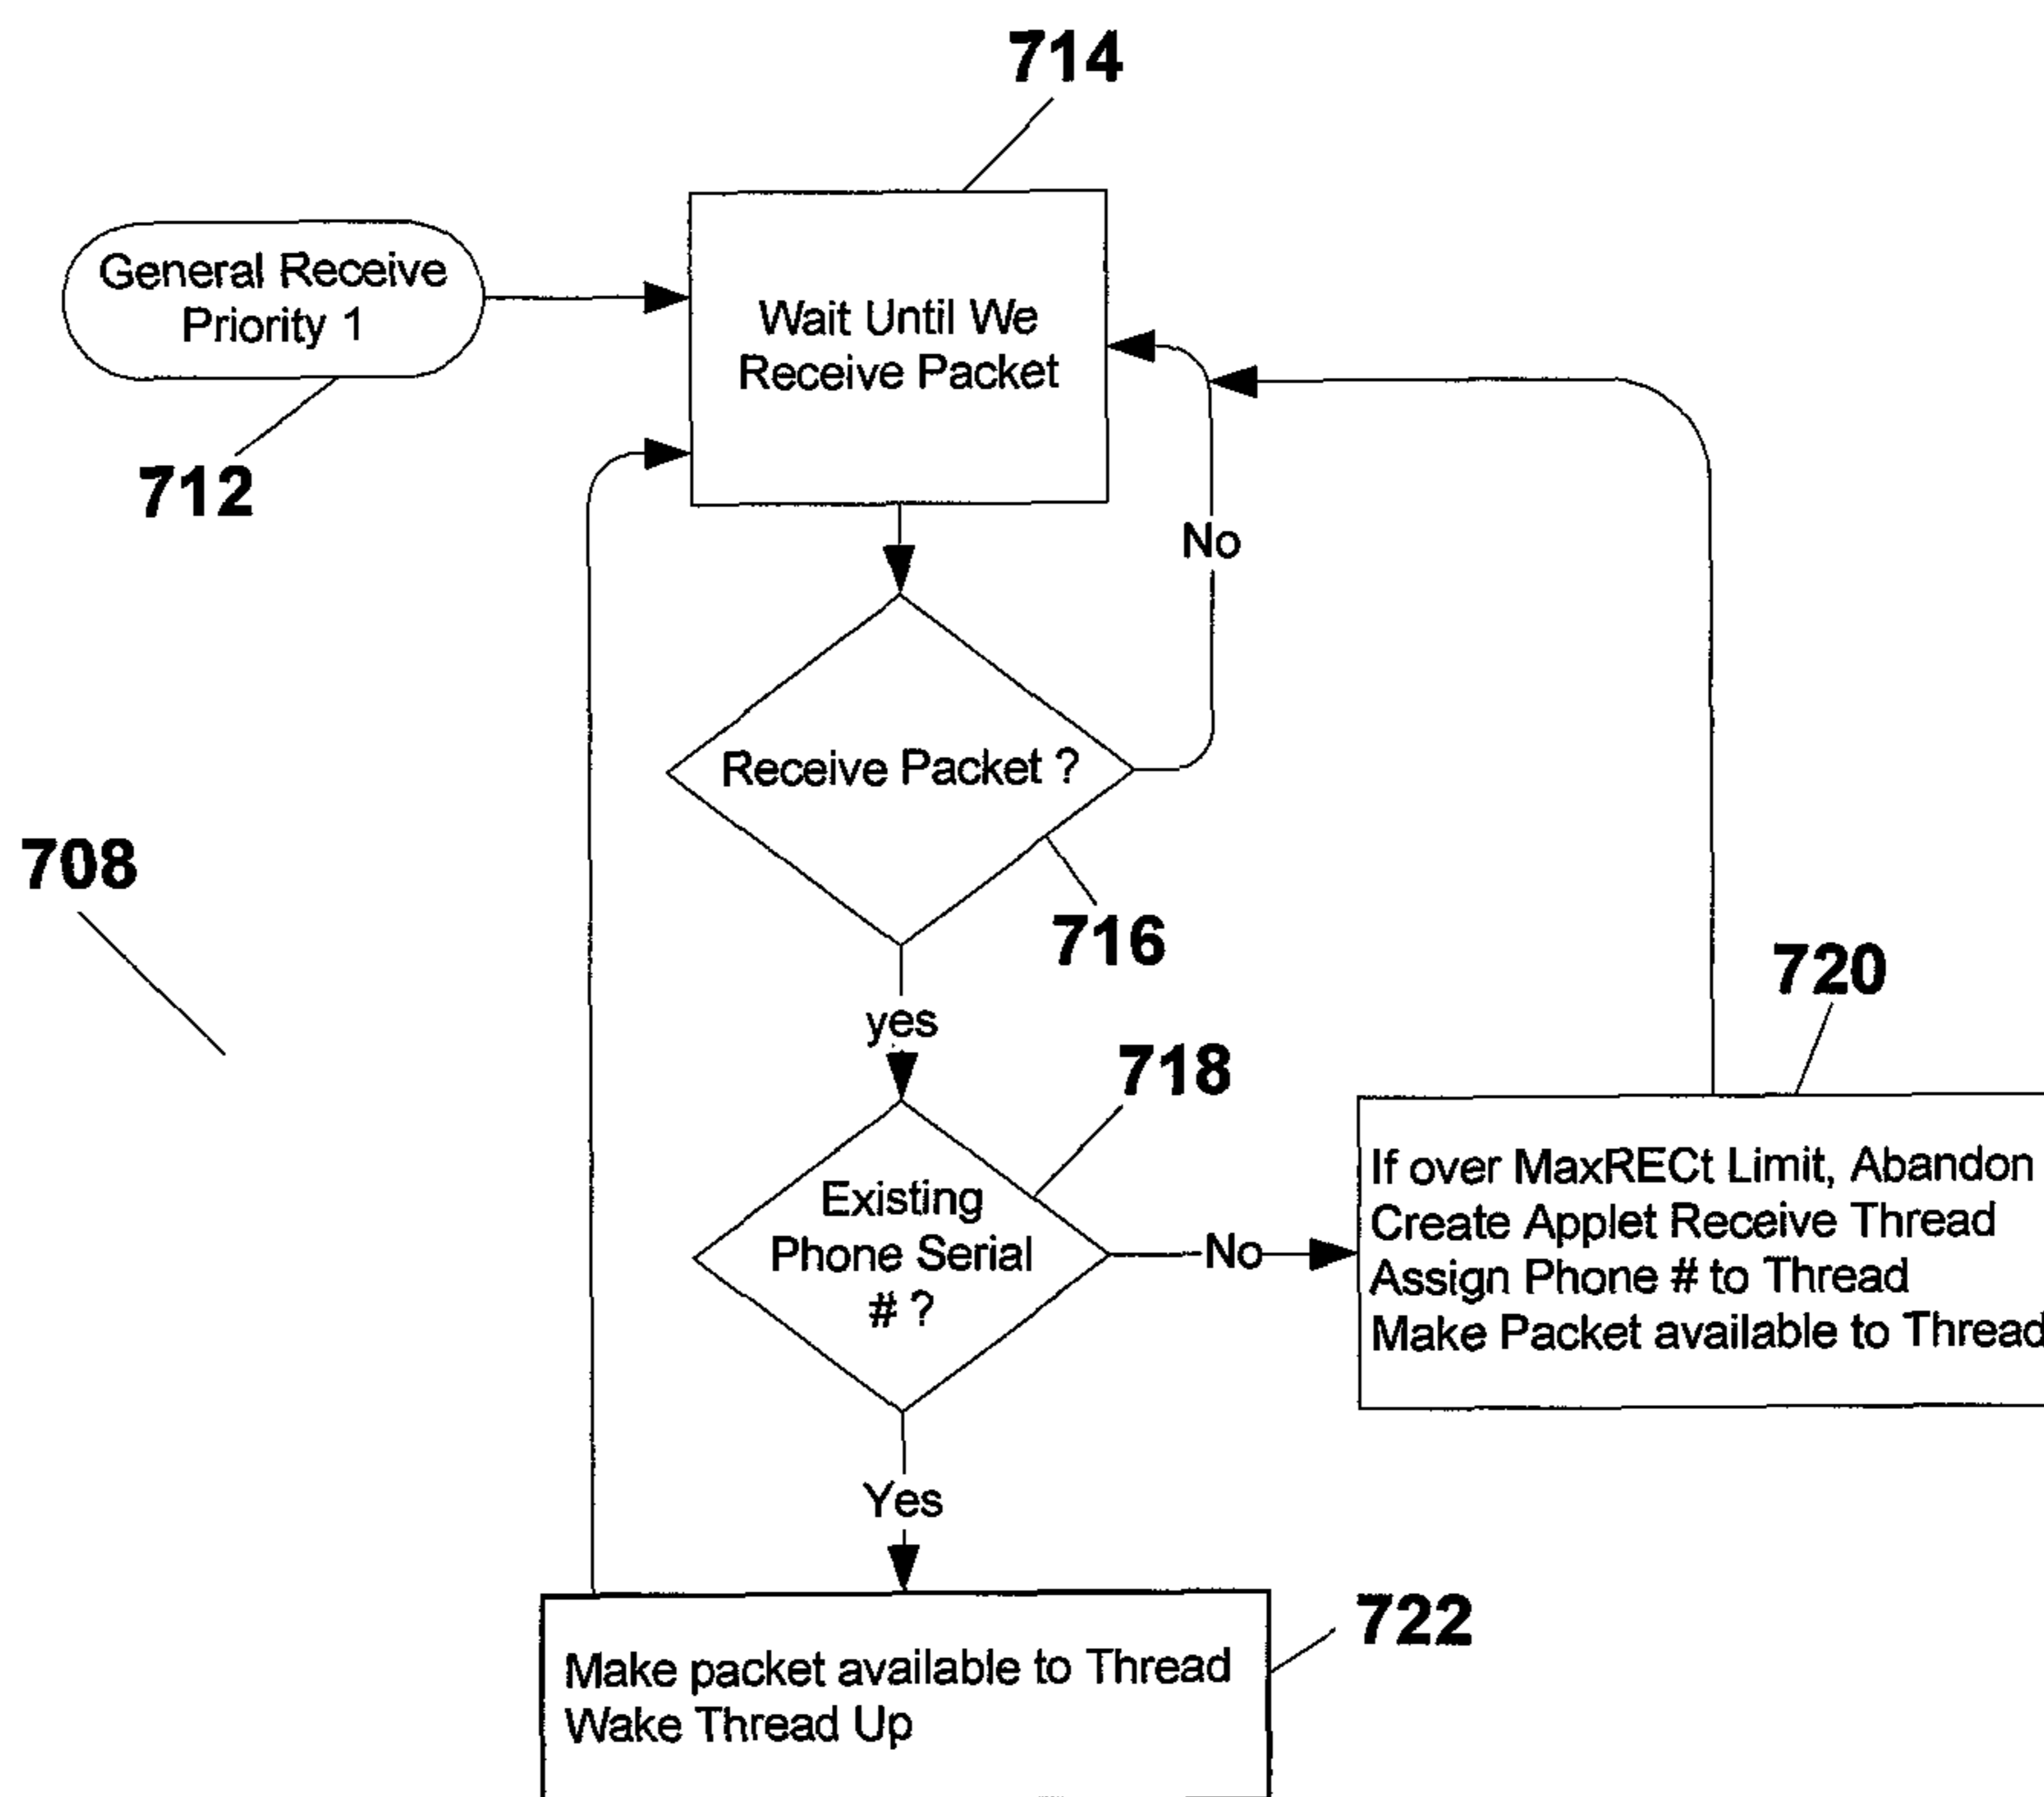 714
General Receive
Priority 1
712
Wait Until We
Receive Packet
No
Receive Packet ?
708
716
yes
718
720
Existing
Phone Serial
# ?
No
If over MaxRECt Limit, Abandon
Create Applet Receive Thread
Assign Phone # to Thread
Make Packet available to Thread
Yes
722
Make packet available to Thread
Wake Thread Up